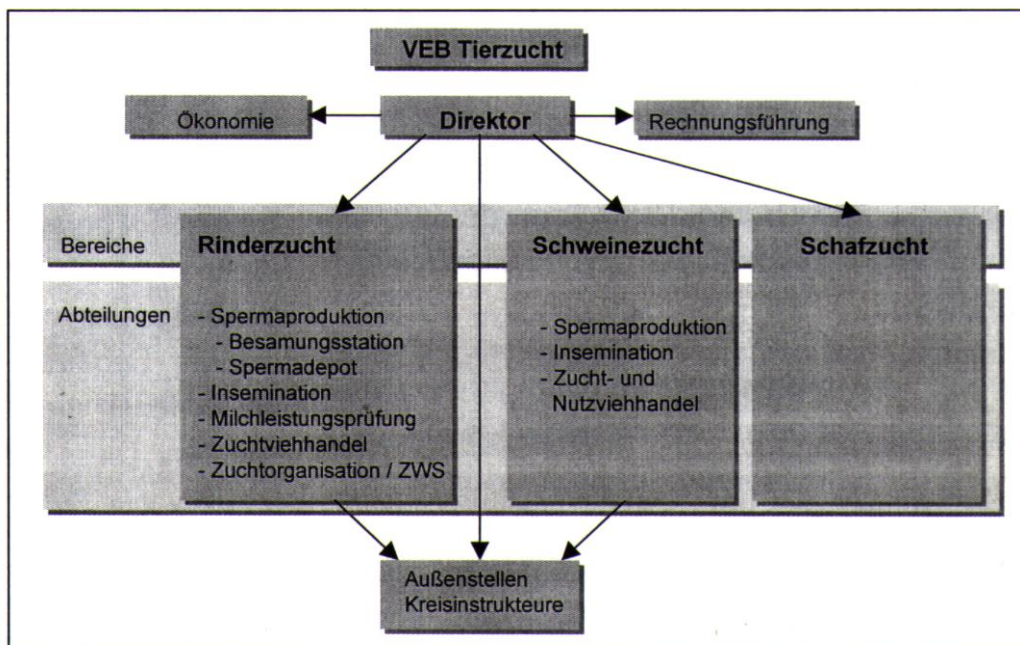 VEB Tierzucht
Ökonomie
Direktor
Rechnungsführung
Bereiche
Rinderzucht
Schweinezucht
Schafzucht
Abteilungen
- Spermaproduktion
- Besamungsstation
- Spermadepot
- Insemination
- Milchleistungsprüfung
- Zuchtviehhandel
- Zuchtorganisation / ZWS
- Spermaproduktion
- Insemination
- Zucht- und
Nutzviehhandel
Außenstellen
Kreisinstrukteure